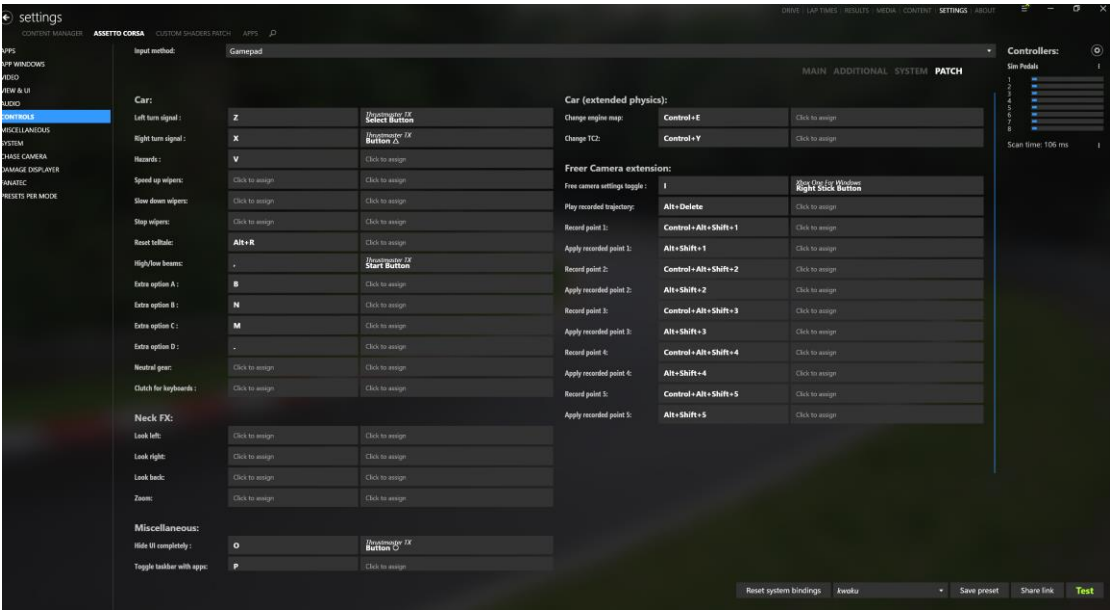 settings
DRIVE LAP TIMES RESULTS MEDIA CONTENT SETTINGS ABOUT
CONTENT MANAGER ASSETTO CORSA CUSTOM SHADERS PATCH APPS
APPS
APP WINDOWS
VIDEO
VIEW & UI
AUDIO
CONTROLS
MISCELLANEOUS
SYSTEM
CHASE CAMERA
DAMAGE DISPLAYER
FANATEC
PRESETS PER MODE
Input method: Gamepad
MAIN ADDITIONAL SYSTEM PATCH
Car:
Left turn signal : Z Thrustmaster TX Select Button
Right turn signal : X Thrustmaster TX Button △
Hazards : V Click to assign
Speed up wipers: Click to assign Click to assign
Slow down wipers: Click to assign Click to assign
Stop wipers: Click to assign Click to assign
Reset telltale: Alt+R Click to assign
High/low beams: , Thrustmaster TX Start Button
Extra option A : B Click to assign
Extra option B : N Click to assign
Extra option C : M Click to assign
Extra option D : . Click to assign
Neutral gear: Click to assign Click to assign
Clutch for keyboards : Click to assign Click to assign
Neck FX:
Look left: Click to assign Click to assign
Look right: Click to assign Click to assign
Look back: Click to assign Click to assign
Zoom: Click to assign Click to assign
Miscellaneous:
Hide UI completely : O Thrustmaster TX Button ○
Toggle taskbar with apps: P Click to assign
Car (extended physics):
Change engine map: Control+E Click to assign
Change TC2: Control+Y Click to assign
Freer Camera extension:
Free camera settings toggle : I Xbox One For Windows Right Stick Button
Play recorded trajectory: Alt+Delete Click to assign
Record point 1: Control+Alt+Shift+1 Click to assign
Apply recorded point 1: Alt+Shift+1 Click to assign
Record point 2: Control+Alt+Shift+2 Click to assign
Apply recorded point 2: Alt+Shift+2 Click to assign
Record point 3: Control+Alt+Shift+3 Click to assign
Apply recorded point 3: Alt+Shift+3 Click to assign
Record point 4: Control+Alt+Shift+4 Click to assign
Apply recorded point 4: Alt+Shift+4 Click to assign
Record point 5: Control+Alt+Shift+5 Click to assign
Apply recorded point 5: Alt+Shift+5 Click to assign
Controllers:
Sim Pedals
1
2
3
4
5
6
7
8
Scan time: 106 ms
Reset system bindings kwaku Save preset Share link Test